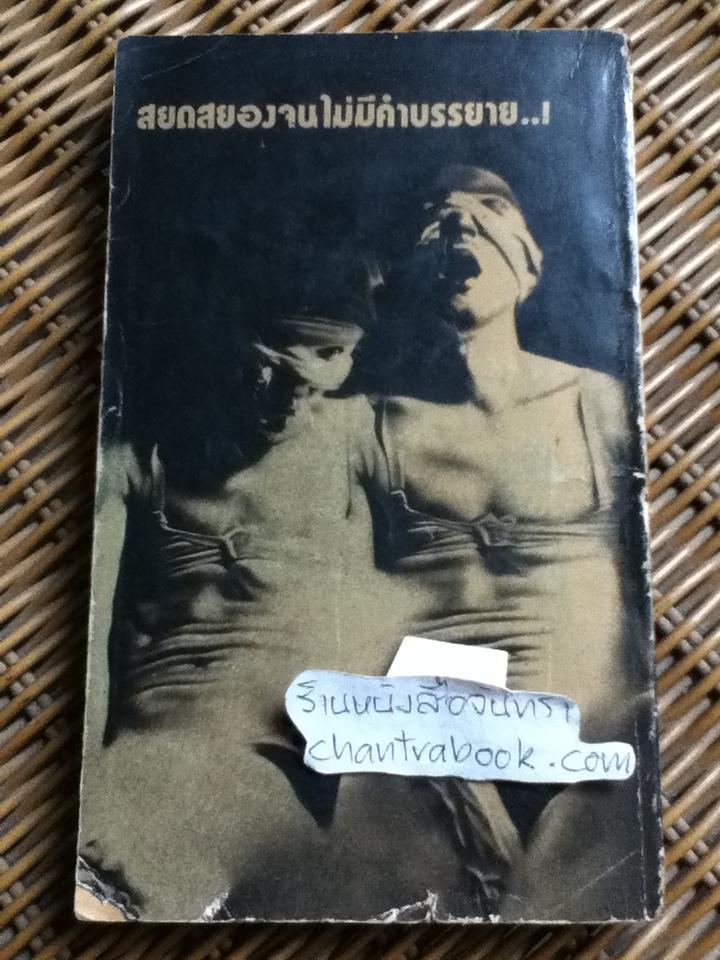 สยดสยองจนไม่มีคำบรรยาย..!
ร้านหนังสือจันทรา
chantrabook.com